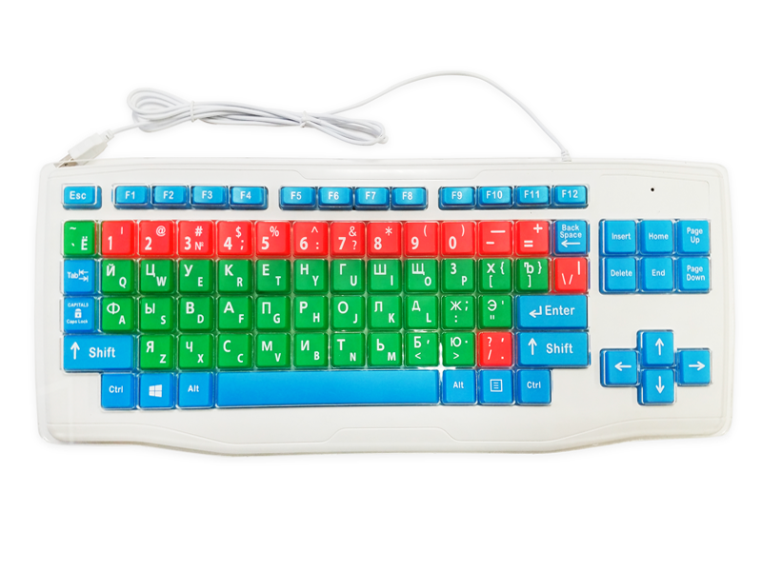 Esc F1 F2 F3 F4 F5 F6 F7 F8 F9 F10 F11 F12
~ ` Ё ! 1 @ 2 # 3 № $ 4 ; % 5 ^ 6 : & 7 ? * 8 ( 9 ) 0 — - + = Back Space Insert Home Page Up
Tab Й Q Ц W У E К R Е T Н Y Г U Ш I Щ O З P Х { [ Ъ } ] | \ / Delete End Page Down
CAPITALS Caps Lock Ф A Ы S В D А F П G Р H О J Л K Д L Ж : ; Э " ' Enter
Shift Я Z Ч X С C М V И B Т N Ь M Б , < Ю . > ? , / . Shift
Ctrl Alt Alt Ctrl